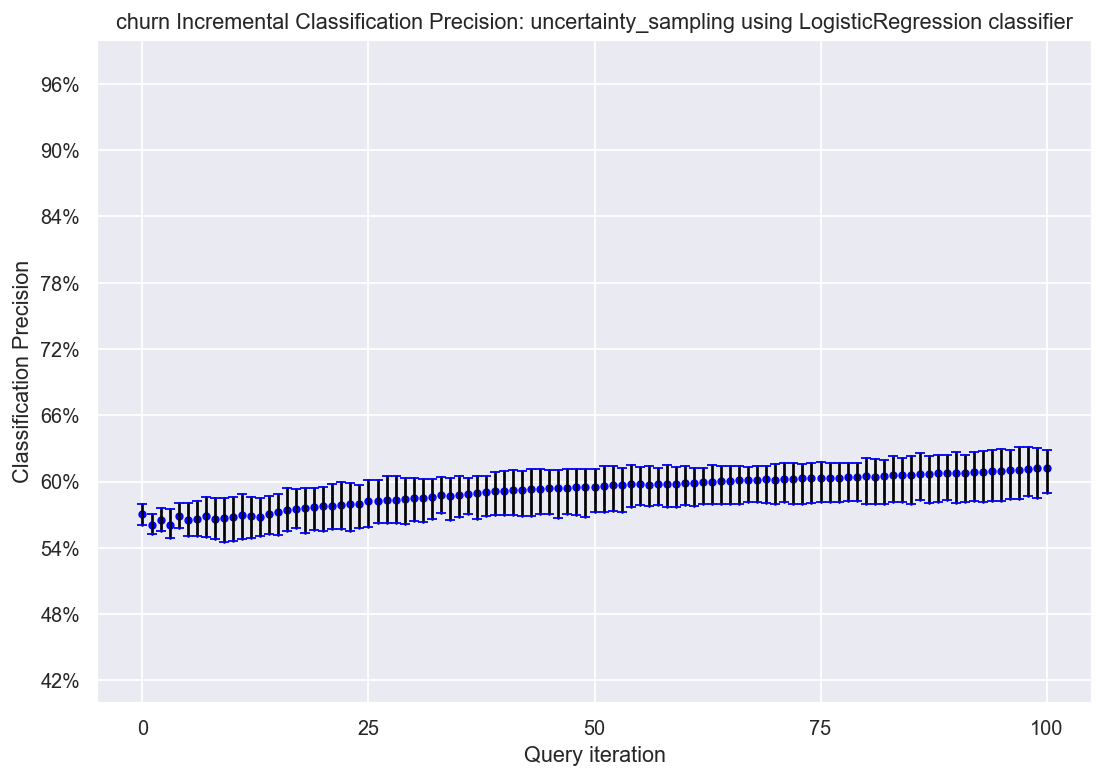 churn Incremental Classification Precision: uncertainty_sampling using LogisticRegression classifier
96%
90%
84%
78%
72%
66%
60%
54%
48%
42%
Classification Precision
0 25 50 75 100
Query iteration